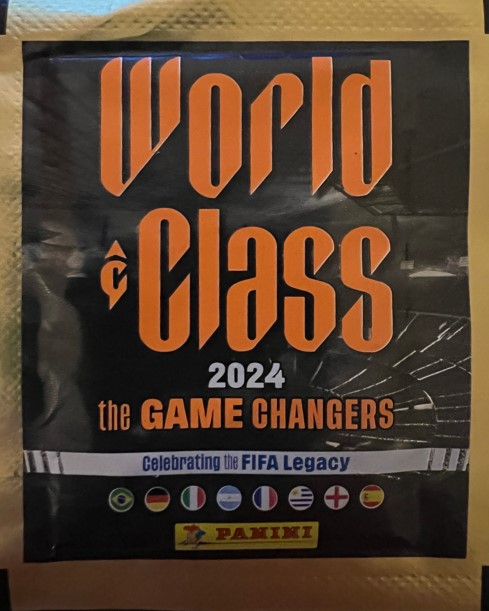 World
Class
2024
the GAME CHANGERS
Celebrating the FIFA Legacy
PANINI